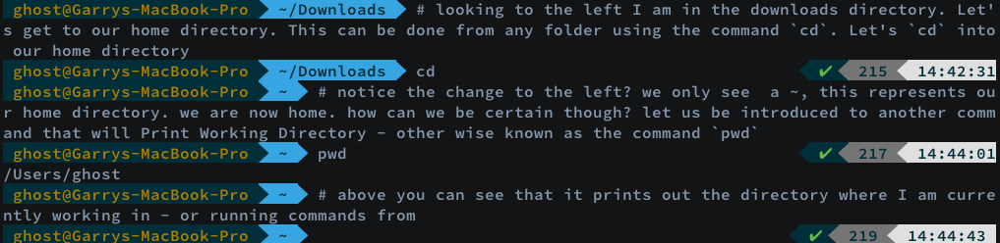 ghost@Garrys-MacBook-Pro ~/Downloads # looking to the left I am in the downloads directory. Let'
s get to our home directory. This can be done from any folder using the command `cd`. Let's `cd` into
our home directory
ghost@Garrys-MacBook-Pro ~/Downloads cd ✔ 215 14:42:31
ghost@Garrys-MacBook-Pro ~ # notice the change to the left? we only see  a ~, this represents ou
r home directory. we are now home. how can we be certain though? let us be introduced to another comm
and that will Print Working Directory - other wise known as the command `pwd`
ghost@Garrys-MacBook-Pro ~ pwd ✔ 217 14:44:01
/Users/ghost
ghost@Garrys-MacBook-Pro ~ # above you can see that it prints out the directory where I am curre
ntly working in - or running commands from
ghost@Garrys-MacBook-Pro ~ ✔ 219 14:44:43